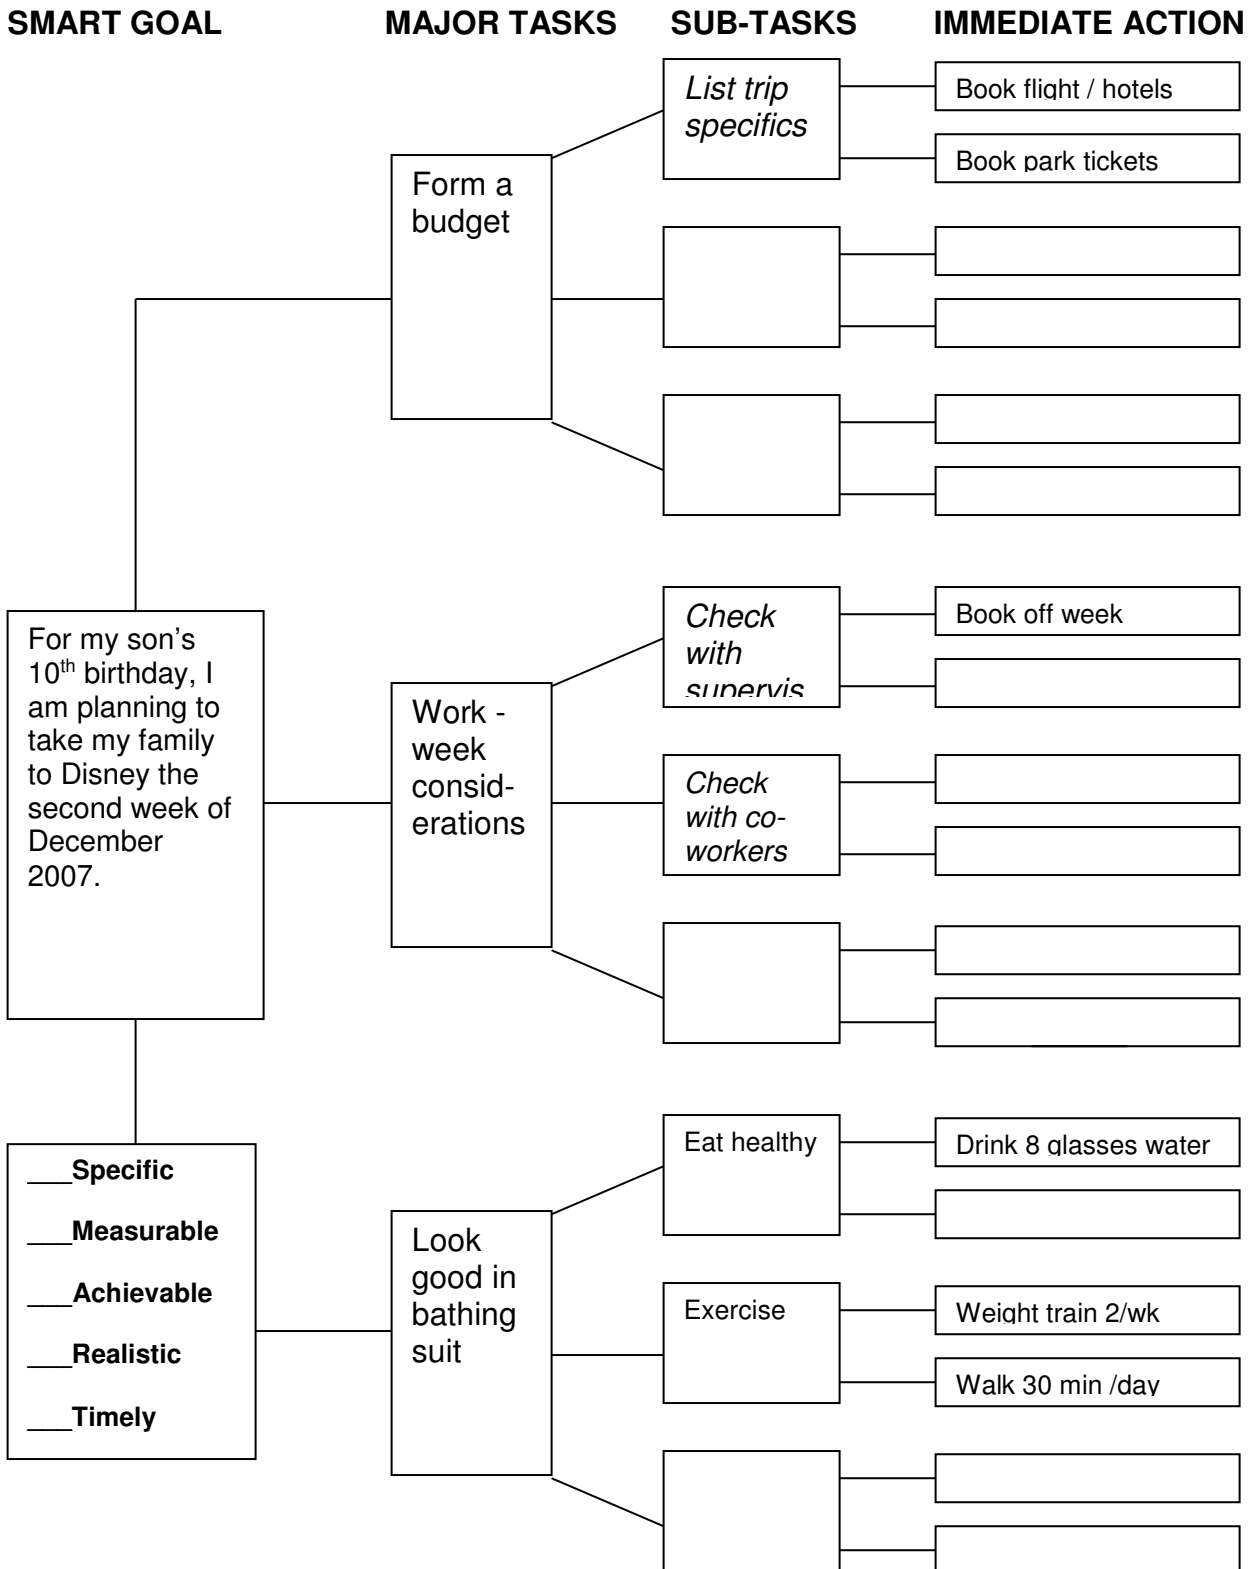 SMART GOAL MAJOR TASKS SUB-TASKS IMMEDIATE ACTION
For my son's
10th birthday, I
am planning to
take my family
to Disney the
second week of
December
2007.
___Specific
___Measurable
___Achievable
___Realistic
___Timely
Form a
budget
List trip
specifics
Book flight / hotels
Book park tickets
Work -
week
consid-
erations
Check
with
supervis
Book off week
Check
with co-
workers
Look
good in
bathing
suit
Eat healthy
Drink 8 glasses water
Exercise
Weight train 2/wk
Walk 30 min /day